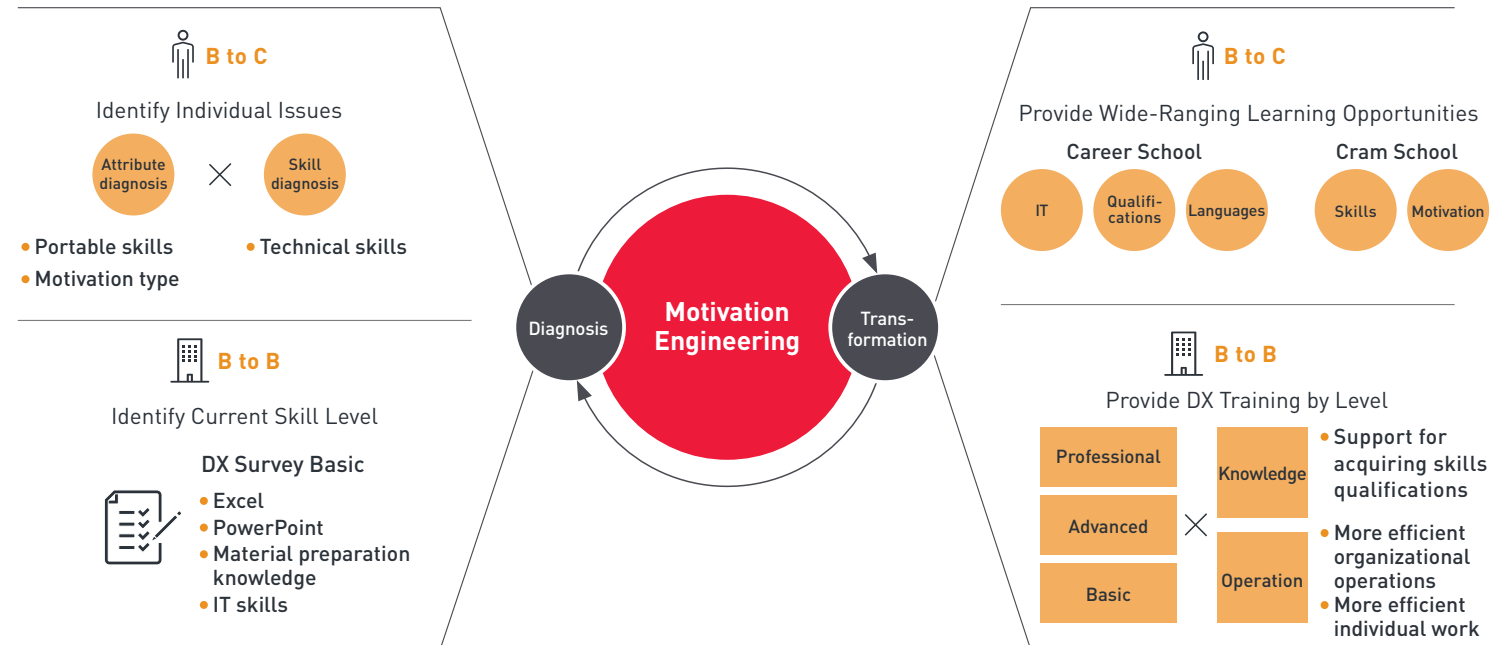 B to C
Identify Individual Issues
Attribute
diagnosis
Skill
diagnosis
• Portable skills
• Motivation type
• Technical skills
B to B
Identify Current Skill Level
DX Survey Basic
• Excel
• PowerPoint
• Material preparation
knowledge
• IT skills
Diagnosis
Motivation
Engineering
Trans-
formation
B to C
Provide Wide-Ranging Learning Opportunities
Career School
IT
Qualifi-
cations
Languages
Cram School
Skills
Motivation
B to B
Provide DX Training by Level
Professional
Advanced
Basic
Knowledge
Operation
• Support for
acquiring skills
qualifications
• More efficient
organizational
operations
• More efficient
individual work